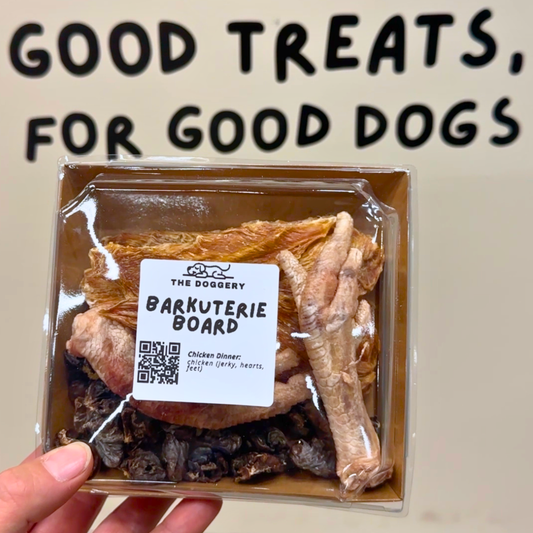 GOOD TREATS,
FOR GOOD DOGS
THE DOGGERY
BARKUTERIE
BOARD
Chicken Dinner:
chicken (jerky, hearts,
feet)